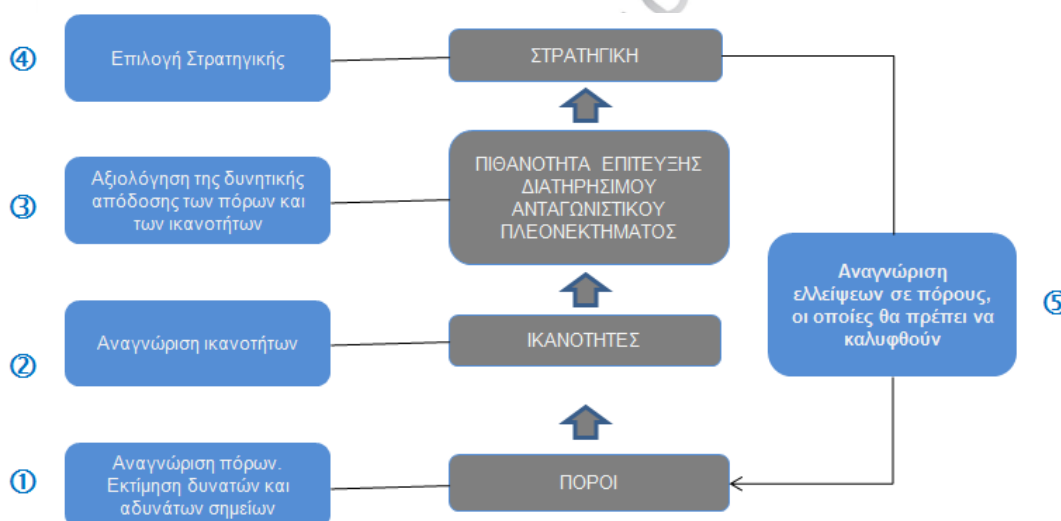 ④
Επιλογή Στρατηγικής
ΣΤΡΑΤΗΓΙΚΗ
③
Αξιολόγηση της δυνητικής
απόδοσης των πόρων και
των ικανοτήτων
ΠΙΘΑΝΟΤΗΤΑ ΕΠΙΤΕΥΞΗΣ
ΔΙΑΤΗΡΗΣΙΜΟΥ
ΑΝΤΑΓΩΝΙΣΤΙΚΟΥ
ΠΛΕΟΝΕΚΤΗΜΑΤΟΣ
Αναγνώριση
ελλείψεων σε πόρους,
οι οποίες θα πρέπει να
καλυφθούν
⑤
②
Αναγνώριση ικανοτήτων
ΙΚΑΝΟΤΗΤΕΣ
①
Αναγνώριση πόρων.
Εκτίμηση δυνατών και
αδυνάτων σημείων
ΠΟΡΟΙ